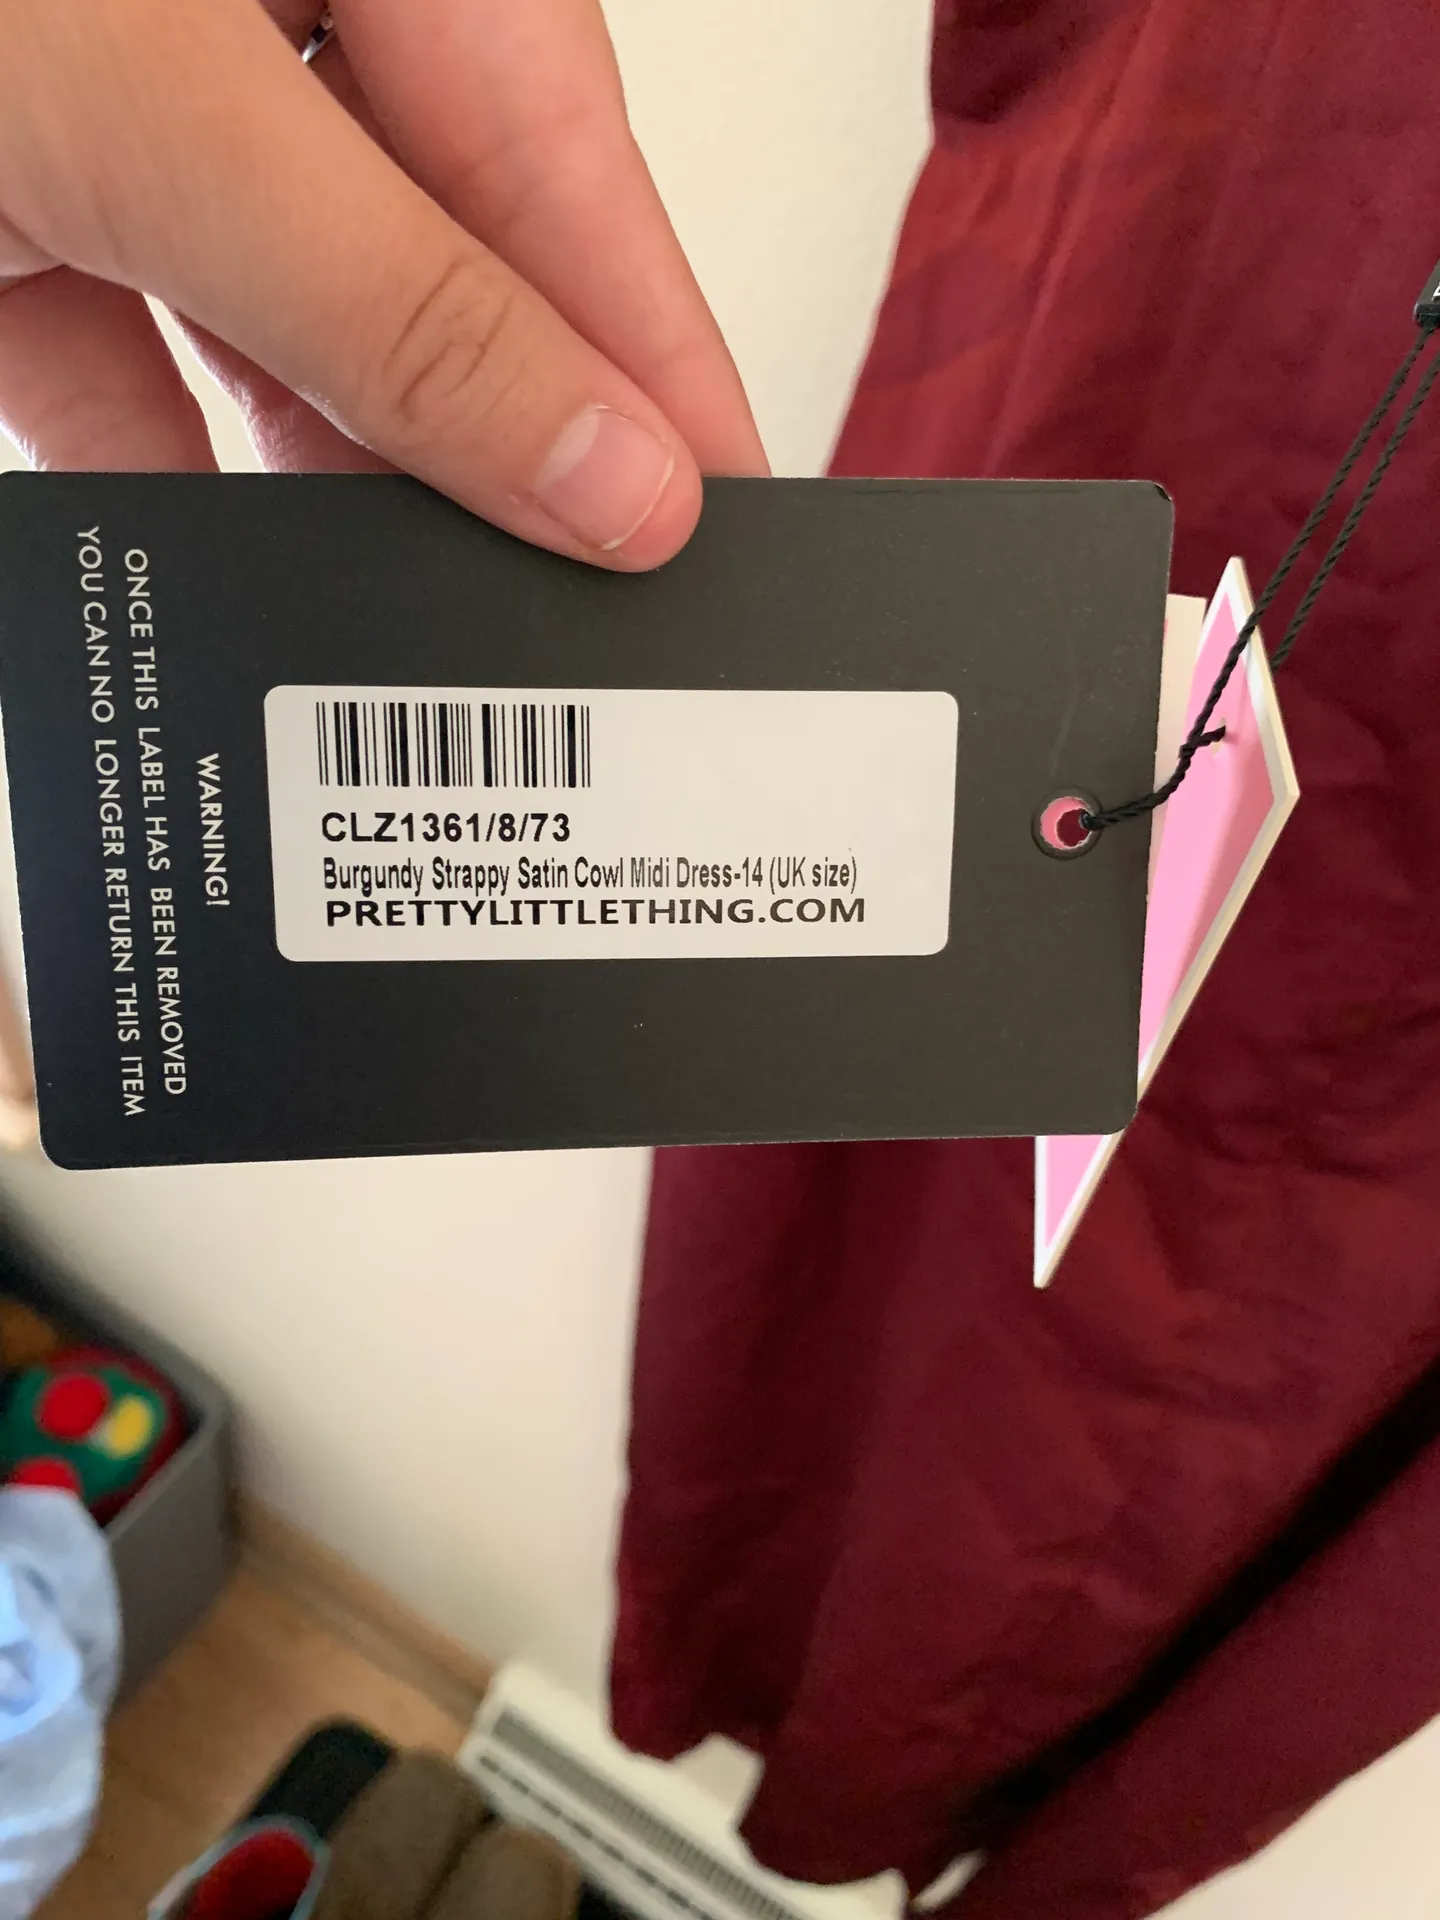 CLZ1361/8/73
Burgundy Strappy Satin Cowl Midi Dress-14 (UK size)
PRETTYLITTLETHING.COM
WARNING!
ONCE THIS LABEL HAS BEEN REMOVED
YOU CAN NO LONGER RETURN THIS ITEM